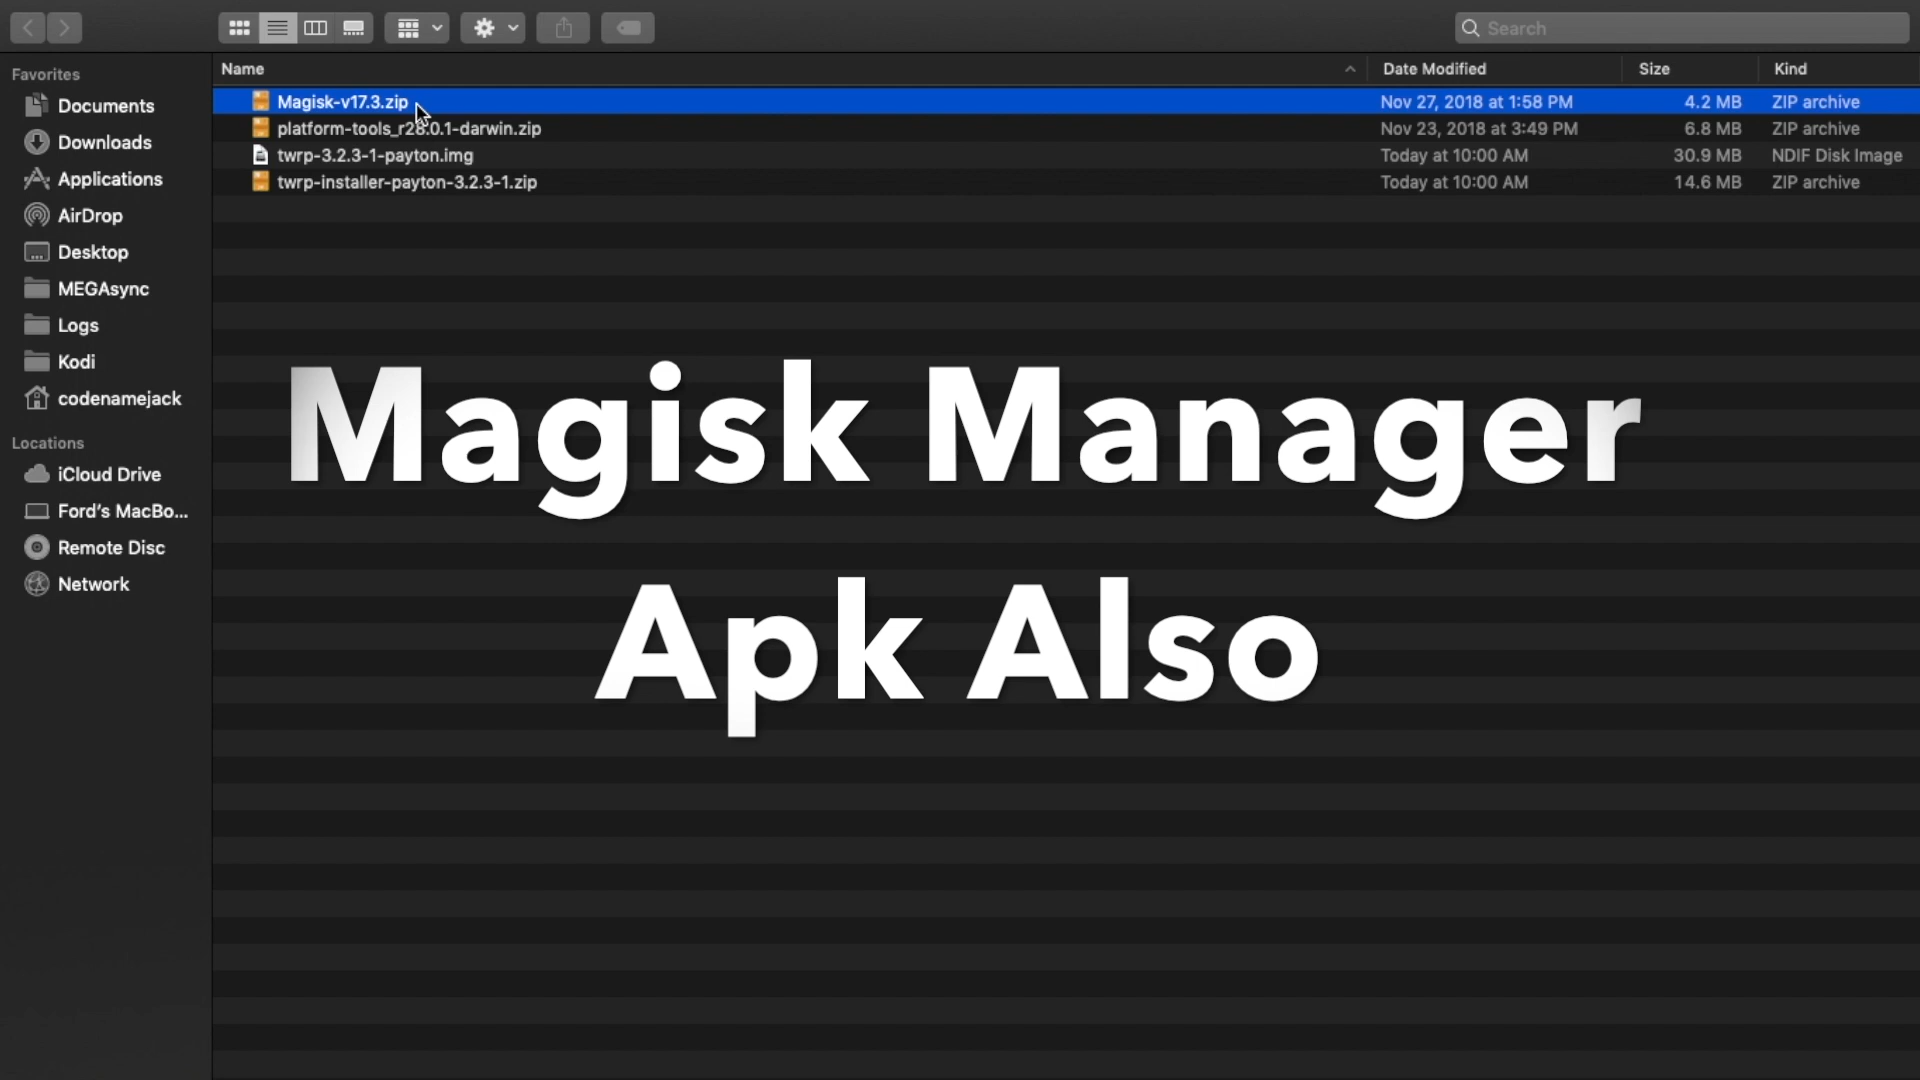 Search
Favorites
Documents
Downloads
Applications
AirDrop
Desktop
MEGAsync
Logs
Kodi
codenamejack
Locations
iCloud Drive
Ford's MacBo...
Remote Disc
Network
Name Date Modified Size Kind
Magisk-v17.3.zip Nov 27, 2018 at 1:58 PM 4.2 MB ZIP archive
platform-tools_r28.0.1-darwin.zip Nov 23, 2018 at 3:49 PM 6.8 MB ZIP archive
twrp-3.2.3-1-payton.img Today at 10:00 AM 30.9 MB NDIF Disk Image
twrp-installer-payton-3.2.3-1.zip Today at 10:00 AM 14.6 MB ZIP archive
Magisk Manager
Apk Also